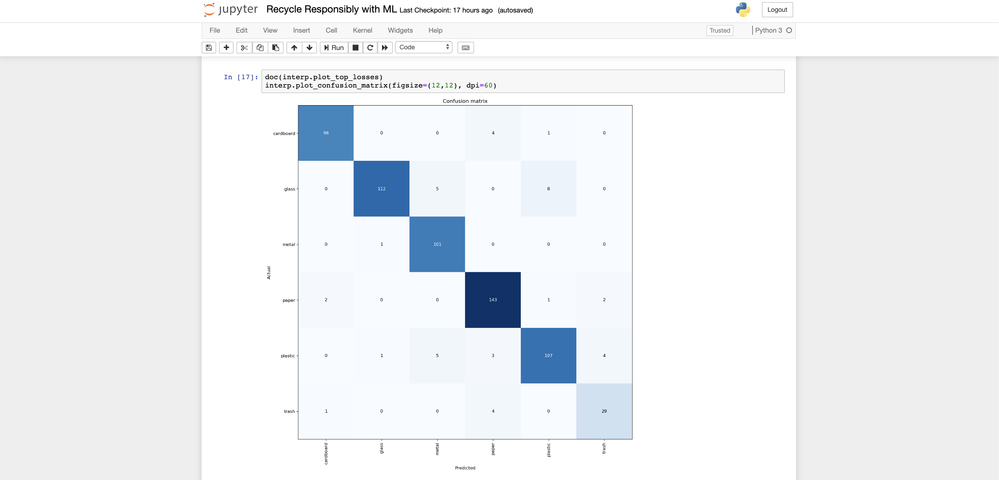 jupyter Recycle Responsibly with ML Last Checkpoint: 17 hours ago (autosaved) Logout
File Edit View Insert Cell Kernel Widgets Help Trusted Python 3
Run Code
In [17]: doc(interp.plot_top_losses)
interp.plot_confusion_matrix(figsize=(12,12), dpi=60)
Confusion matrix
cardboard 96 0 0 4 1 0
glass 0 112 5 0 8 0
metal 0 1 101 0 0 0
Actual
paper 2 0 0 143 1 2
plastic 0 1 5 3 107 4
trash 1 0 0 4 0 29
cardboard glass metal paper plastic trash
Predicted